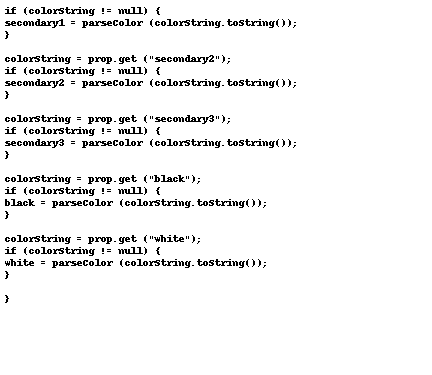 if (colorString != null) {
secondary1 = parseColor (colorString.toString());
}
colorString = prop.get ("secondary2");
if (colorString != null) {
secondary2 = parseColor (colorString.toString());
}
colorString = prop.get ("secondary3");
if (colorString != null) {
secondary3 = parseColor (colorString.toString());
}
colorString = prop.get ("black");
if (colorString != null) {
black = parseColor (colorString.toString());
}
colorString = prop.get ("white");
if (colorString != null) {
white = parseColor (colorString.toString());
}
}